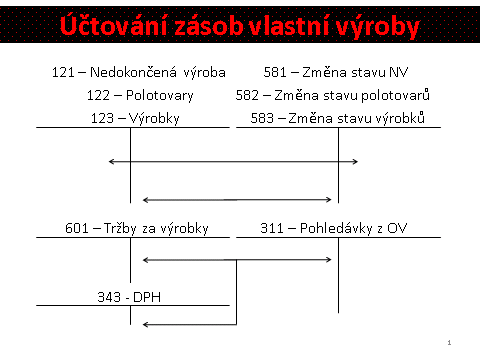 Účtování zásob vlastní výroby
121 – Nedokončená výroba
122 – Polotovary
123 – Výrobky
581 – Změna stavu NV
582 – Změna stavu polotovarů
583 – Změna stavu výrobků
601 – Tržby za výrobky
311 – Pohledávky z OV
343 - DPH
1